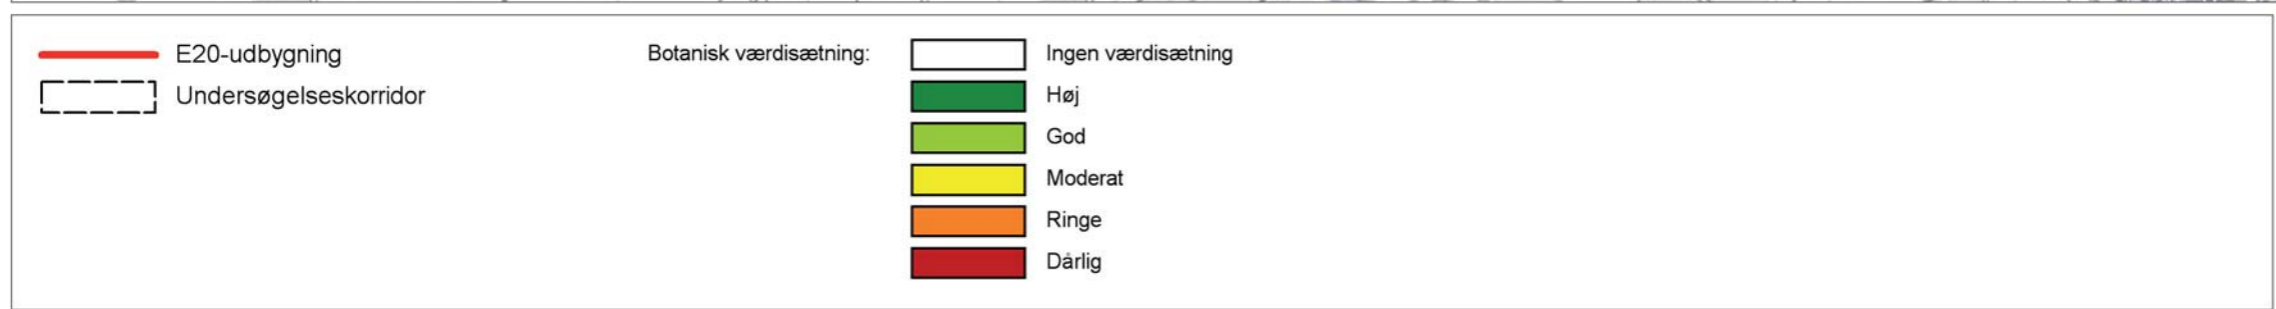 E20-udbygning
Undersøgelseskorridor
Botanisk værdisætning:
Ingen værdisætning
Høj
God
Moderat
Ringe
Dårlig